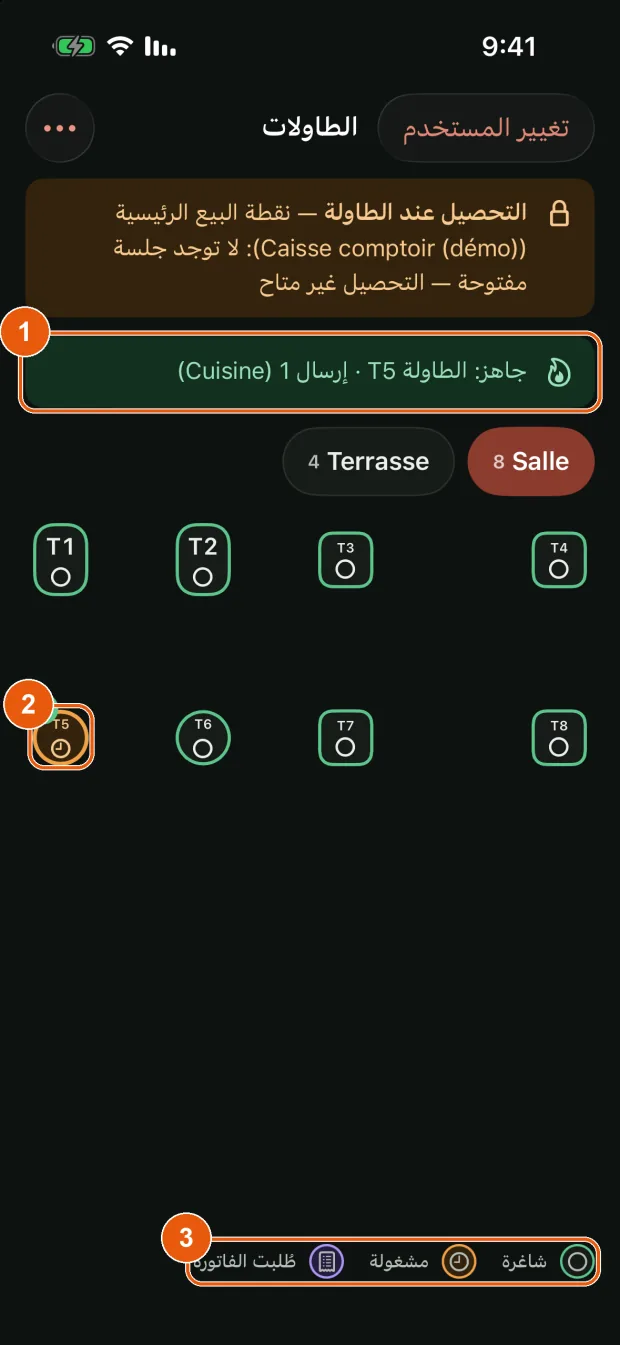 9:41
تغيير المستخدم
الطاولات
التحصيل عند الطاولة — نقطة البيع الرئيسية
(Caisse comptoir (démo)): لا توجد جلسة
مفتوحة — التحصيل غير متاح
1
جاهز: الطاولة T5 · إرسال 1 (Cuisine)
Salle 8
Terrasse 4
T1
T2
T3
T4
2
T5
T6
T7
T8
3
شاغرة
مشغولة
طُلبت الفاتورة